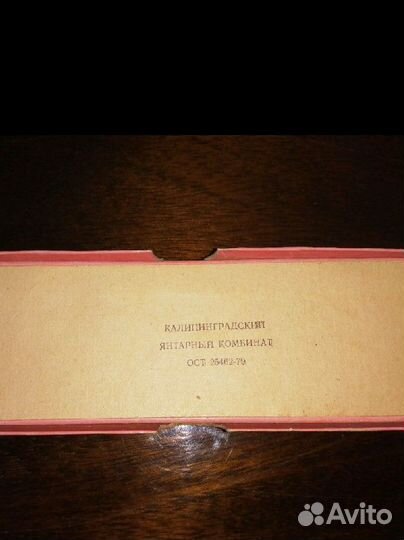 КАЛИНИНГРАДСКИЙ
ЯНТАРНЫЙ КОМБИНАТ
ОСТ 25462-79
Avito